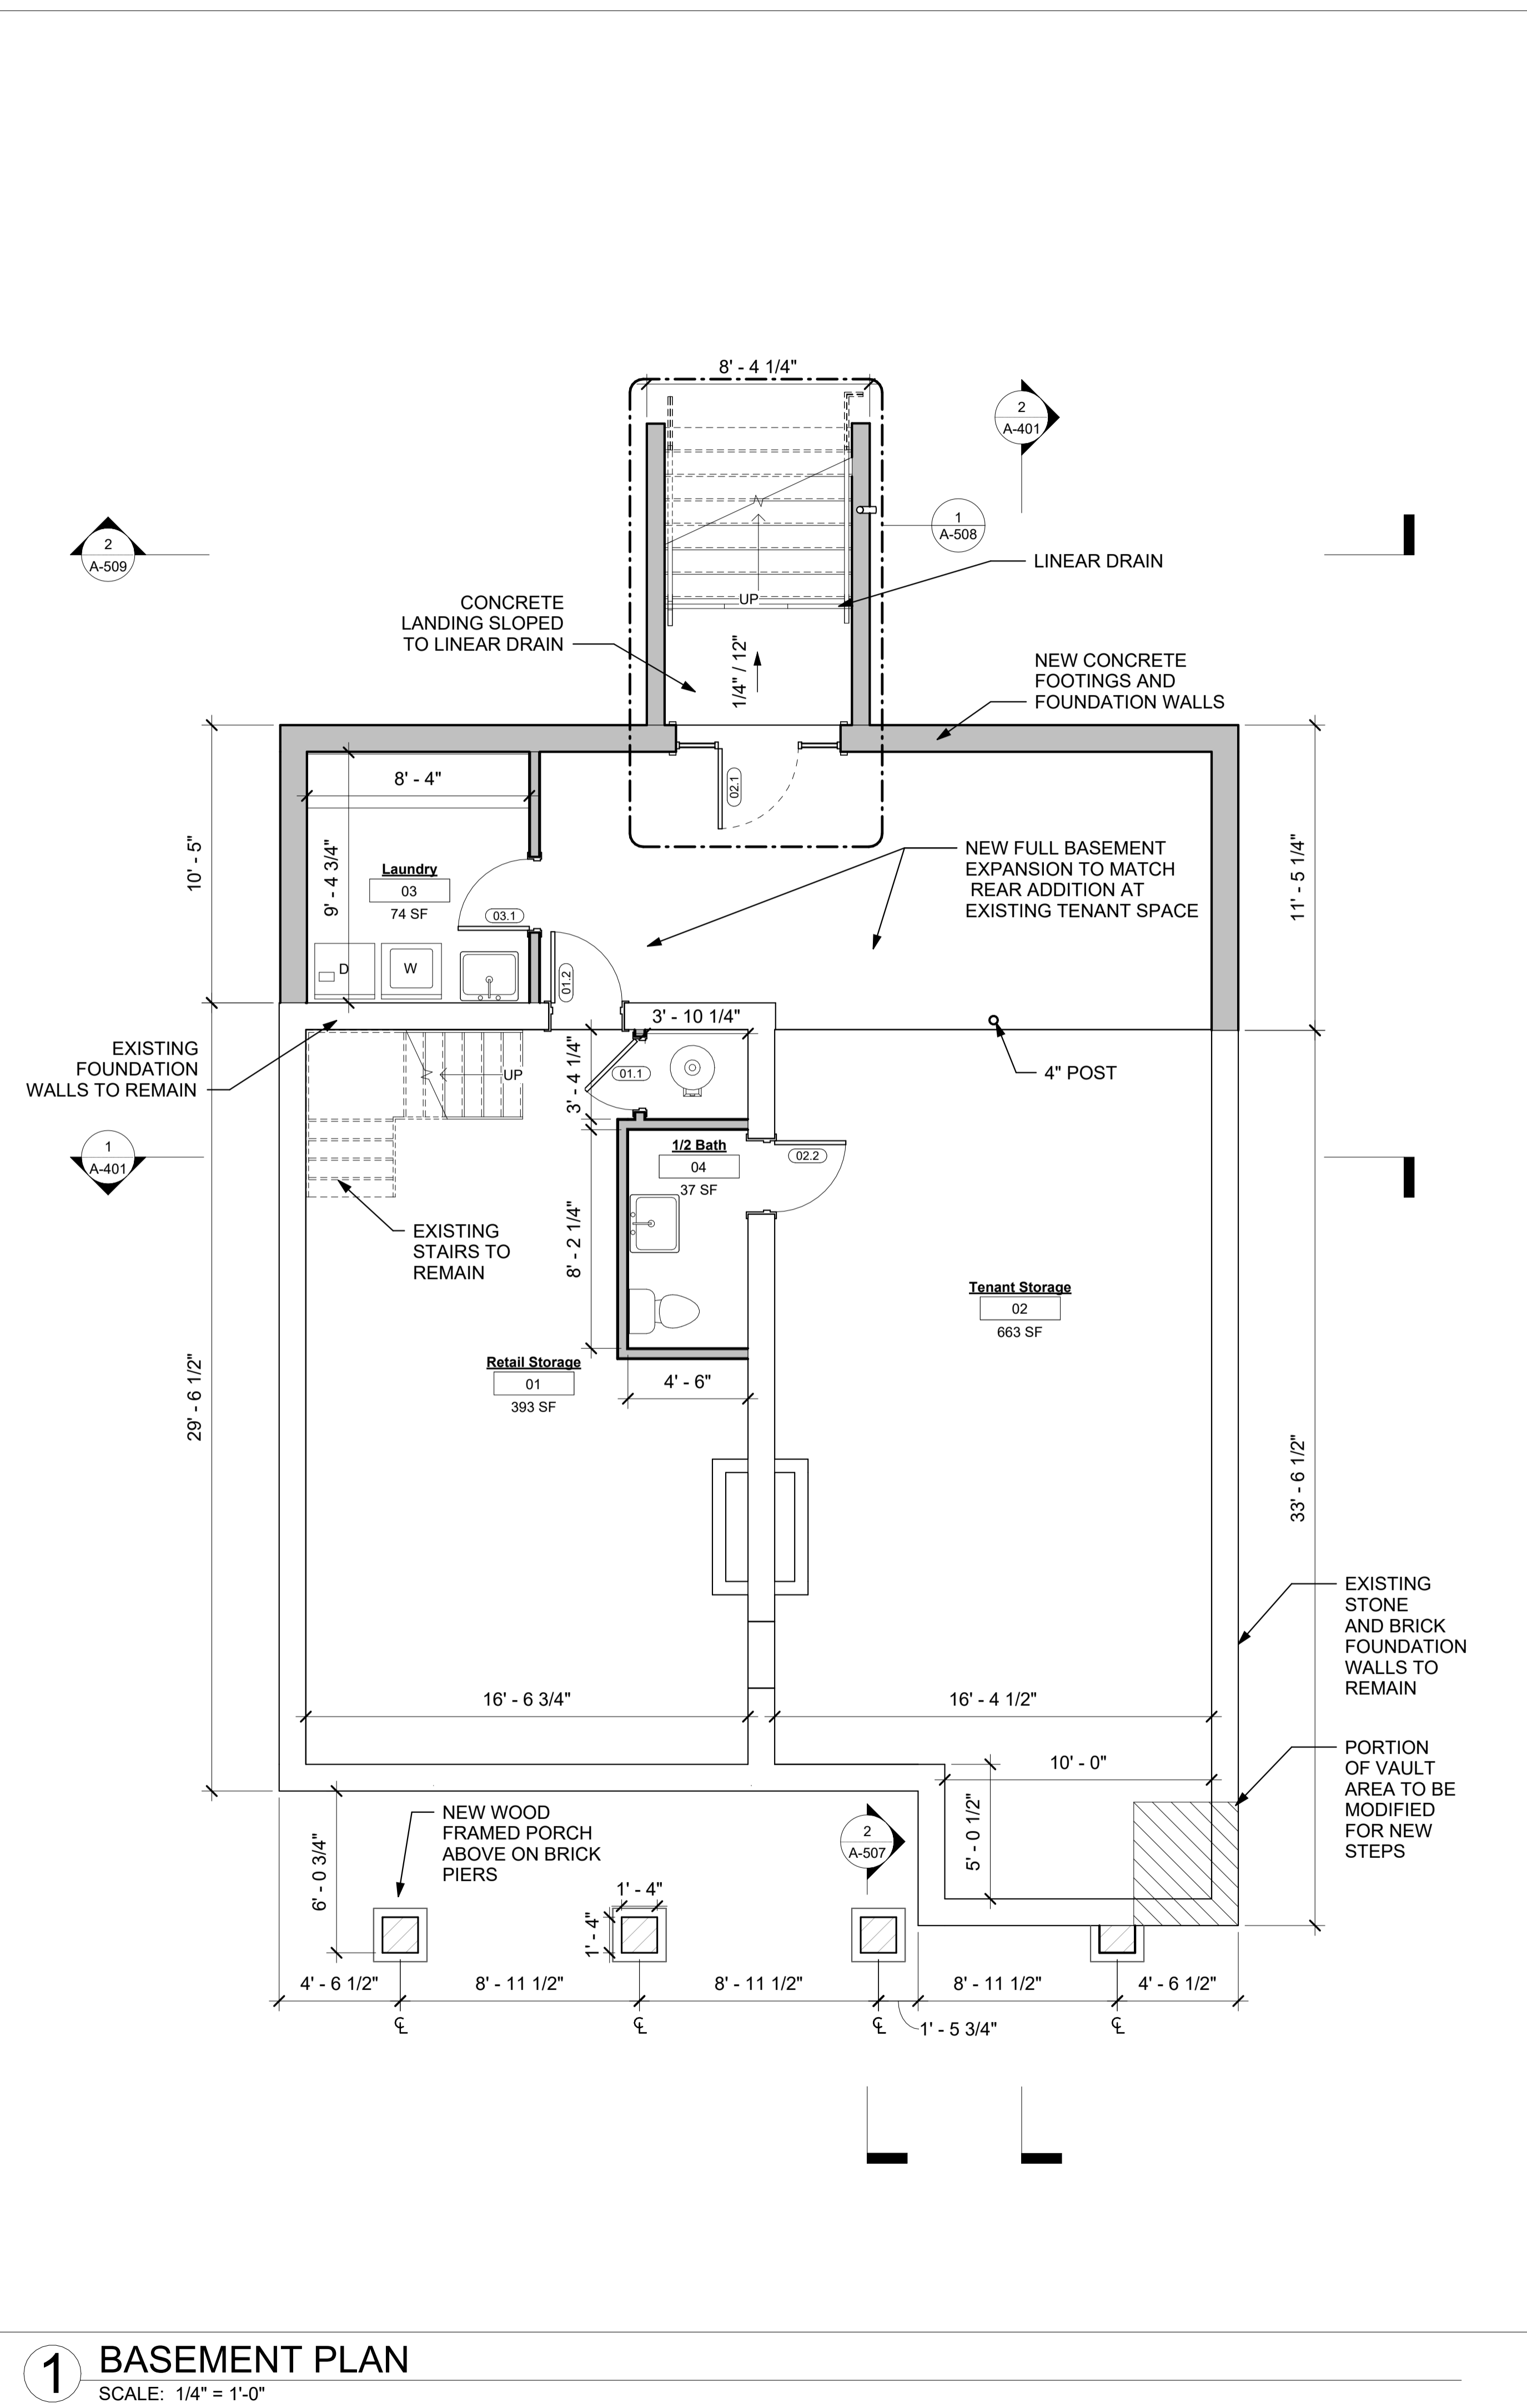 8' - 4 1/4"
2
A-401
1
A-508
2
A-509
LINEAR DRAIN
UP
CONCRETE
LANDING SLOPED
TO LINEAR DRAIN
1/4" / 12"
NEW CONCRETE
FOOTINGS AND
FOUNDATION WALLS
8' - 4"
02.1
10' - 5"
9' - 4 3/4"
Laundry
03
74 SF
03.1
NEW FULL BASEMENT
EXPANSION TO MATCH
REAR ADDITION AT
EXISTING TENANT SPACE
11' - 5 1/4"
D
W
01.2
3' - 10 1/4"
EXISTING
FOUNDATION
WALLS TO REMAIN
UP
3' - 4 1/4"
01.1
4" POST
1
A-401
1/2 Bath
04
37 SF
02.2
EXISTING
STAIRS TO
REMAIN
8' - 2 1/4"
Tenant Storage
02
663 SF
Retail Storage
01
393 SF
4' - 6"
29' - 6 1/2"
33' - 6 1/2"
EXISTING
STONE
AND BRICK
FOUNDATION
WALLS TO
REMAIN
16' - 6 3/4"
16' - 4 1/2"
10' - 0"
PORTION
OF VAULT
AREA TO BE
MODIFIED
FOR NEW
STEPS
NEW WOOD
FRAMED PORCH
ABOVE ON BRICK
PIERS
2
A-507
5' - 0 1/2"
6' - 0 3/4"
1' - 4"
1' - 4"
4' - 6 1/2"
8' - 11 1/2"
8' - 11 1/2"
8' - 11 1/2"
4' - 6 1/2"
℄
℄
℄
℄
1' - 5 3/4"
1
BASEMENT PLAN
SCALE: 1/4" = 1'-0"